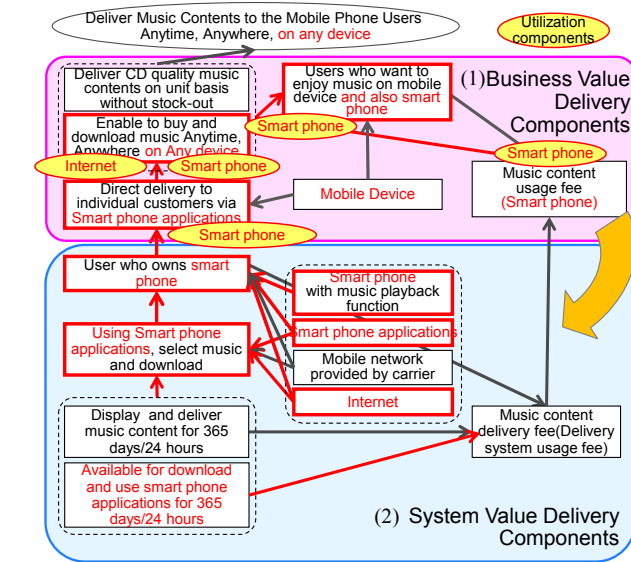 Deliver Music Contents to the Mobile Phone Users
Anytime, Anywhere, on any device
Utilization
components
Deliver CD quality music
contents on unit basis
without stock-out
Users who want to
enjoy music on mobile
device and also smart
phone
(1)Business Value
Delivery
Components
Enable to buy and
download music Anytime,
Anywhere on Any device
Smart phone
Smart phone
Internet
Smart phone
Music content
usage fee
(Smart phone)
Direct delivery to
individual customers via
Smart phone applications
Mobile Device
Smart phone
User who owns smart
phone
Smart phone
with music playback
function
Using Smart phone
applications, select music
and download
Smart phone applications
Mobile network
provided by carrier
Internet
Display and deliver
music content for 365
days/24 hours
Music content
delivery fee(Delivery
system usage fee)
Available for download
and use smart phone
applications for 365
days/24 hours
(2) System Value Delivery
Components